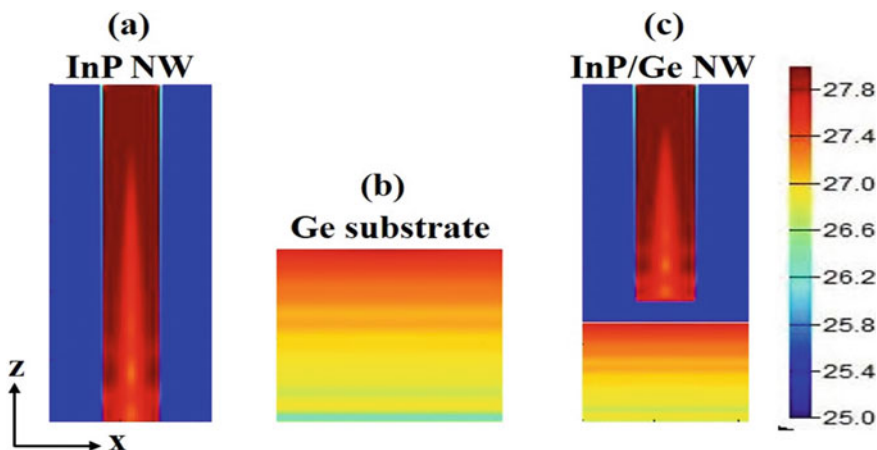 (a)
InP NW
(b)
Ge substrate
(c)
InP/Ge NW
27.8
27.4
27.0
26.6
26.2
25.8
25.4
25.0
z
x